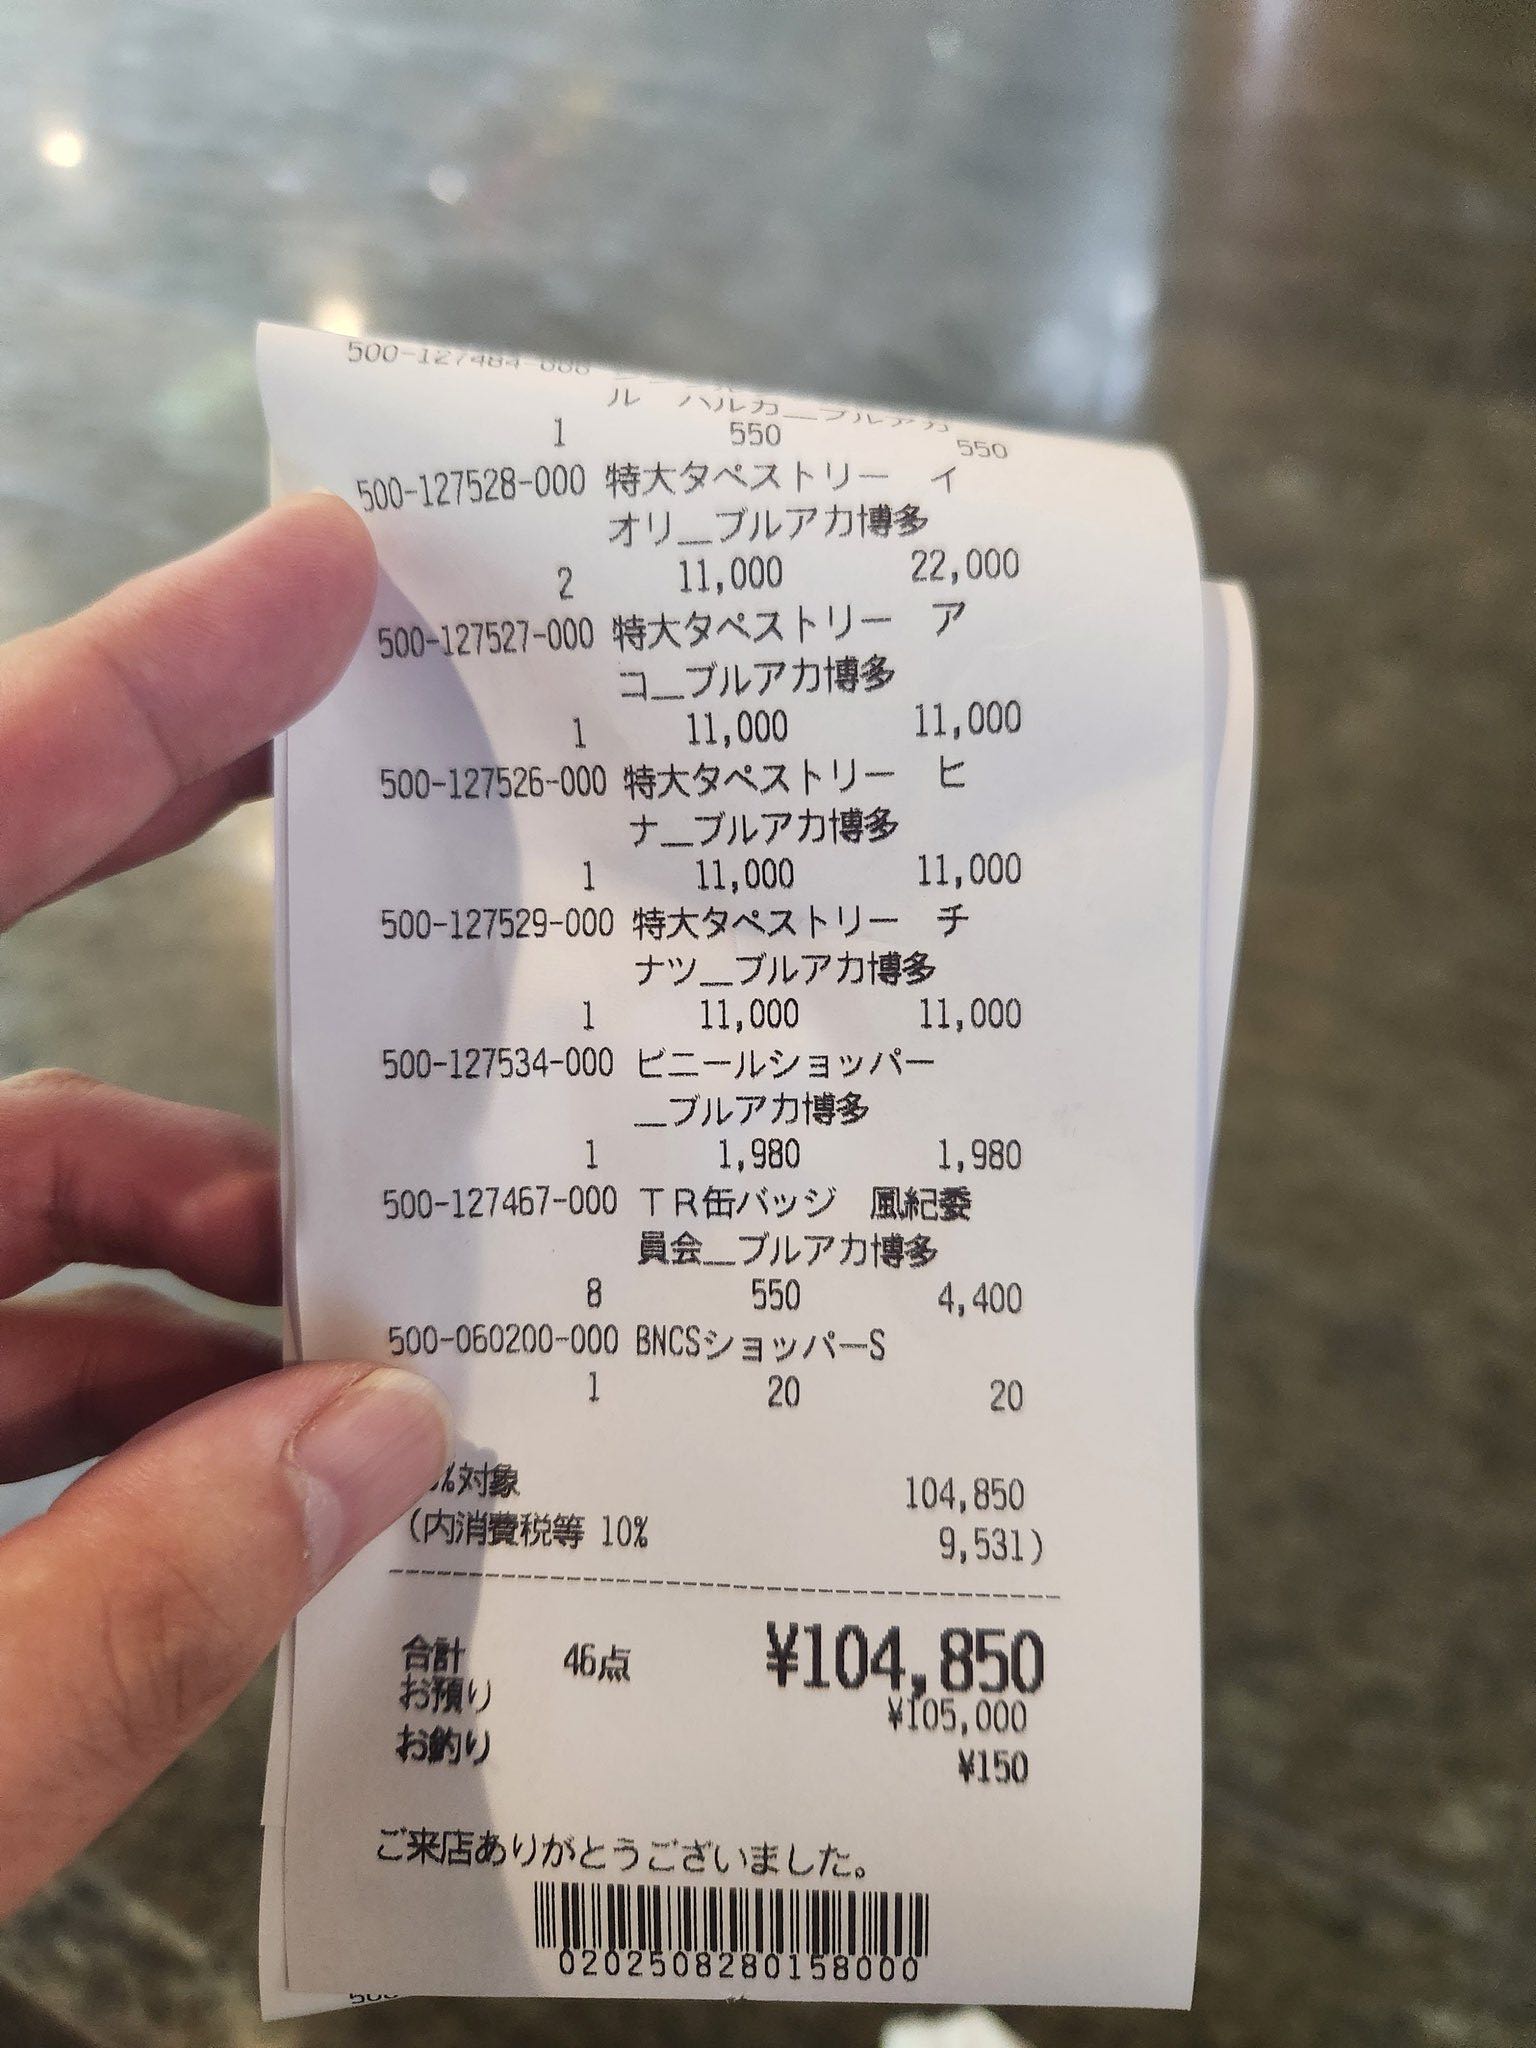 500-127484-000
ル ハルカ__ブルアカ
1 550 550
500-127528-000 特大タペストリー イ
オリ__ブルアカ博多
2 11,000 22,000
500-127527-000 特大タペストリー ア
コ__ブルアカ博多
1 11,000 11,000
500-127526-000 特大タペストリー ヒ
ナ__ブルアカ博多
1 11,000 11,000
500-127529-000 特大タペストリー チ
ナツ__ブルアカ博多
1 11,000 11,000
500-127534-000 ビニールショッパー
__ブルアカ博多
1 1,980 1,980
500-127467-000 TR缶バッジ 風紀委
員会__ブルアカ博多
8 550 4,400
500-060200-000 BNCSショッパーS
1 20 20
%対象 104,850
(内消費税等 10% 9,531)
合計 46点 ¥104,850
お預り ¥105,000
お釣り ¥150
ご来店ありがとうございました。
0202508280158000